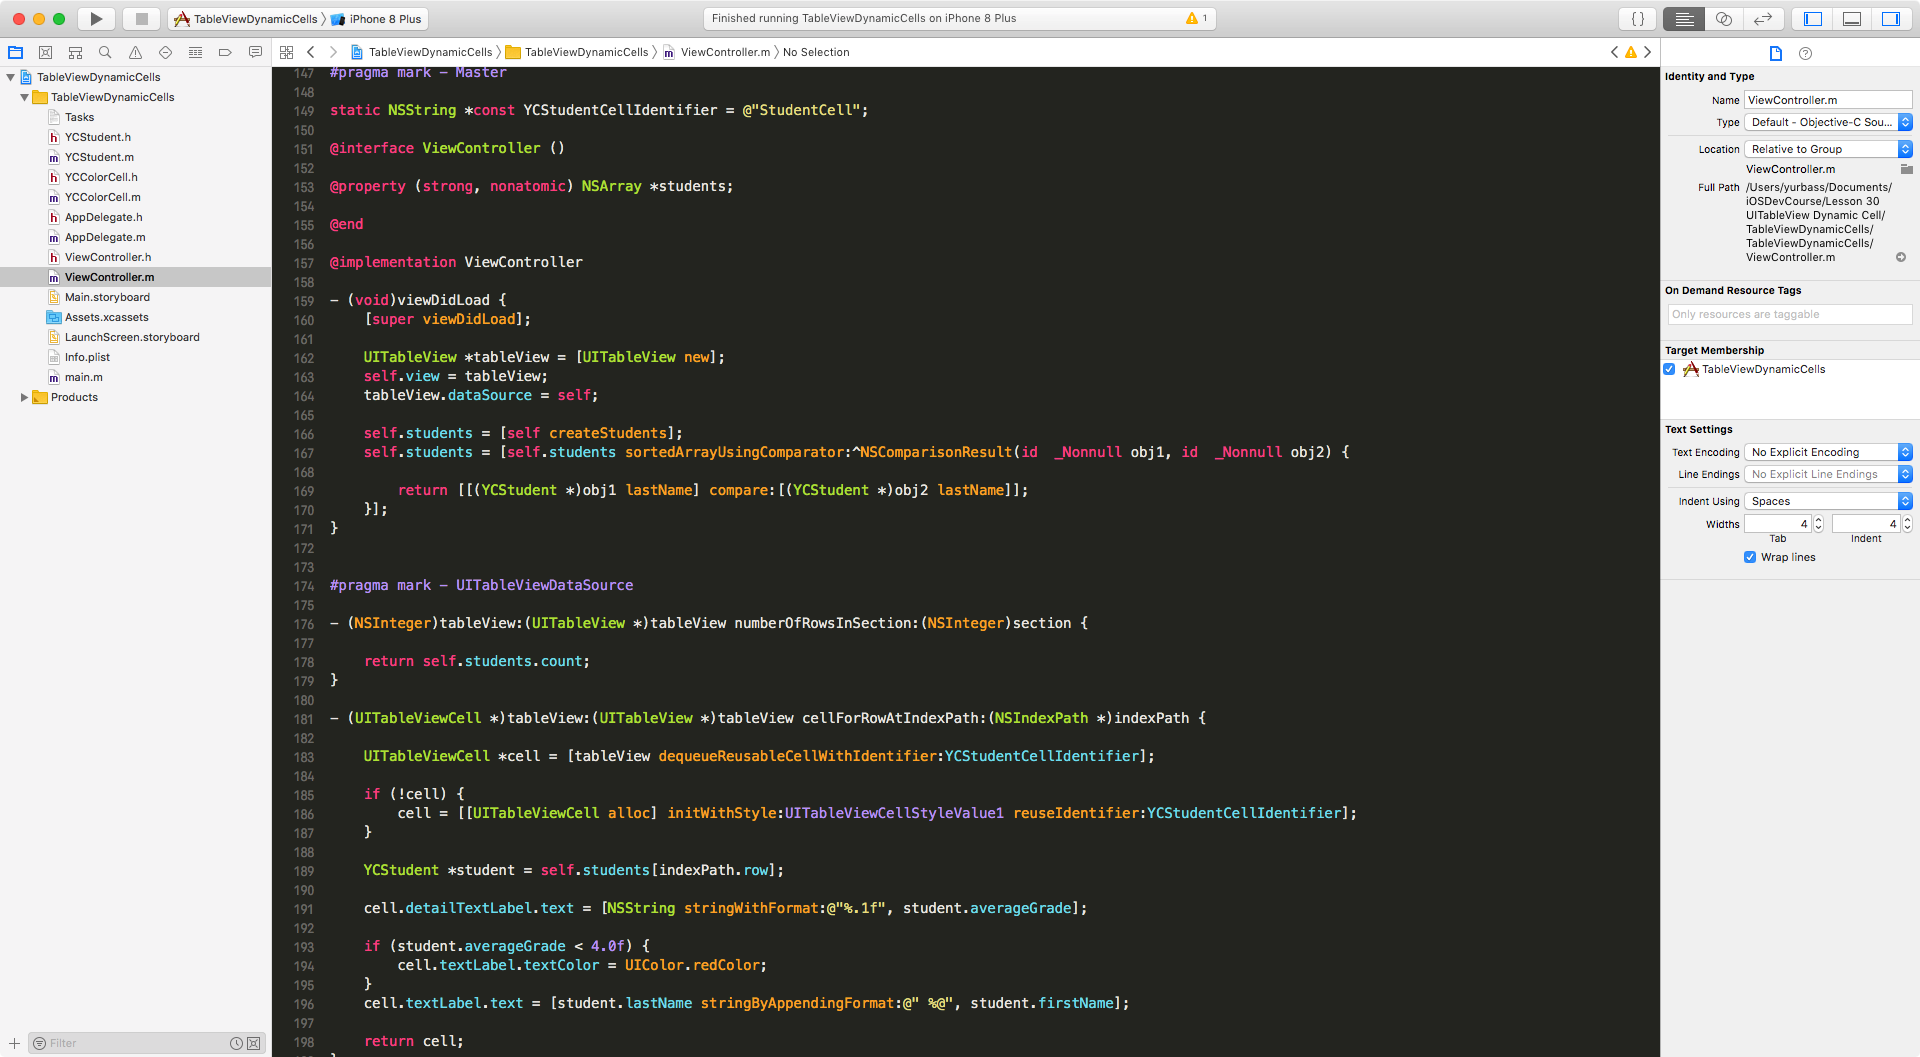 TableViewDynamicCells 〉 iPhone 8 Plus
Finished running TableViewDynamicCells on iPhone 8 Plus
1
{ }
TableViewDynamicCells 〉 TableViewDynamicCells 〉 ViewController.m 〉 No Selection
TableViewDynamicCells
TableViewDynamicCells
Tasks
YCStudent.h
YCStudent.m
YCColorCell.h
YCColorCell.m
AppDelegate.h
AppDelegate.m
ViewController.h
ViewController.m
Main.storyboard
Assets.xcassets
LaunchScreen.storyboard
Info.plist
main.m
Products
Filter
147 #pragma mark - Master
148
149 static NSString *const YCStudentCellIdentifier = @"StudentCell";
150
151 @interface ViewController ()
152
153 @property (strong, nonatomic) NSArray *students;
154
155 @end
156
157 @implementation ViewController
158
159 - (void)viewDidLoad {
160     [super viewDidLoad];
161
162     UITableView *tableView = [UITableView new];
163     self.view = tableView;
164     tableView.dataSource = self;
165
166     self.students = [self createStudents];
167     self.students = [self.students sortedArrayUsingComparator:^NSComparisonResult(id  _Nonnull obj1, id  _Nonnull obj2) {
168
169         return [[(YCStudent *)obj1 lastName] compare:[(YCStudent *)obj2 lastName]];
170     }];
171 }
172
173
174 #pragma mark - UITableViewDataSource
175
176 - (NSInteger)tableView:(UITableView *)tableView numberOfRowsInSection:(NSInteger)section {
177
178     return self.students.count;
179 }
180
181 - (UITableViewCell *)tableView:(UITableView *)tableView cellForRowAtIndexPath:(NSIndexPath *)indexPath {
182
183     UITableViewCell *cell = [tableView dequeueReusableCellWithIdentifier:YCStudentCellIdentifier];
184
185     if (!cell) {
186         cell = [[UITableViewCell alloc] initWithStyle:UITableViewCellStyleValue1 reuseIdentifier:YCStudentCellIdentifier];
187     }
188
189     YCStudent *student = self.students[indexPath.row];
190
191     cell.detailTextLabel.text = [NSString stringWithFormat:@"%.1f", student.averageGrade];
192
193     if (student.averageGrade < 4.0f) {
194         cell.textLabel.textColor = UIColor.redColor;
195     }
196     cell.textLabel.text = [student.lastName stringByAppendingFormat:@" %@", student.firstName];
197
198     return cell;
Identity and Type
Name ViewController.m
Type Default - Objective-C Sou...
Location Relative to Group
ViewController.m
Full Path /Users/yurbass/Documents/
iOSDevCourse/Lesson 30
UITableView Dynamic Cell/
TableViewDynamicCells/
TableViewDynamicCells/
ViewController.m
On Demand Resource Tags
Only resources are taggable
Target Membership
TableViewDynamicCells
Text Settings
Text Encoding No Explicit Encoding
Line Endings No Explicit Line Endings
Indent Using Spaces
Widths 4 4
Tab Indent
Wrap lines